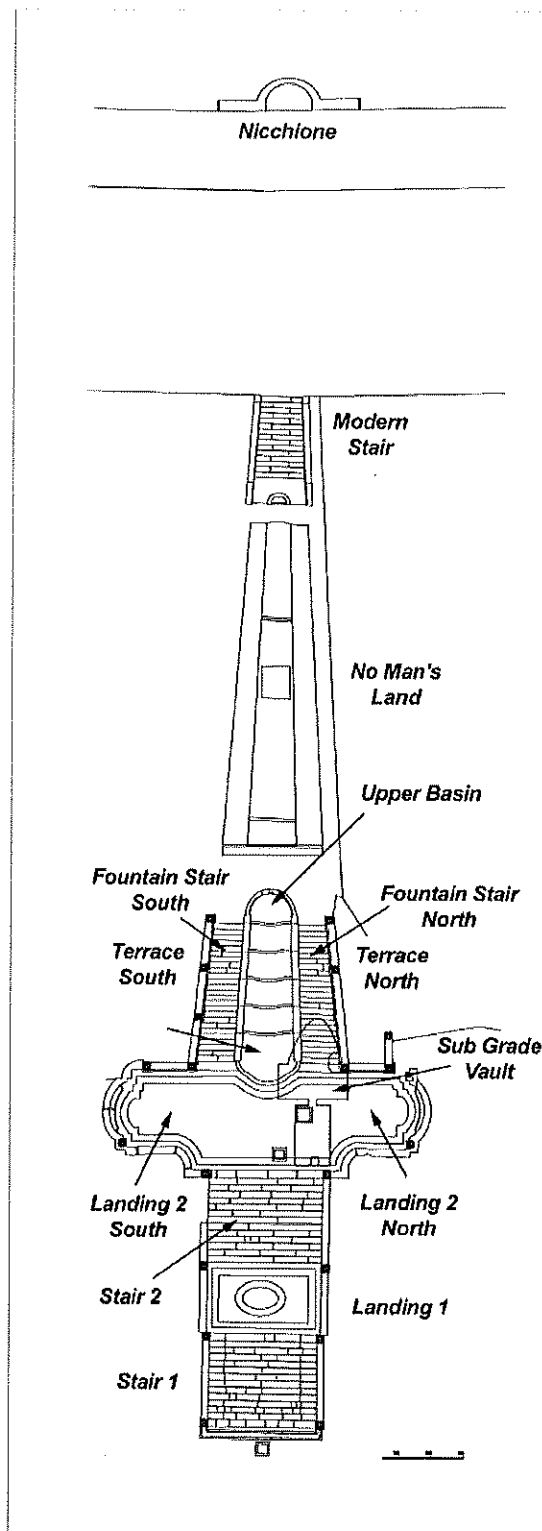 Nicchione
Modern
Stair
No Man's
Land
Upper Basin
Fountain Stair
South
Fountain Stair
North
Terrace
South
Terrace
North
Sub Grade
Vault
Landing 2
South
Landing 2
North
Stair 2
Landing 1
Stair 1